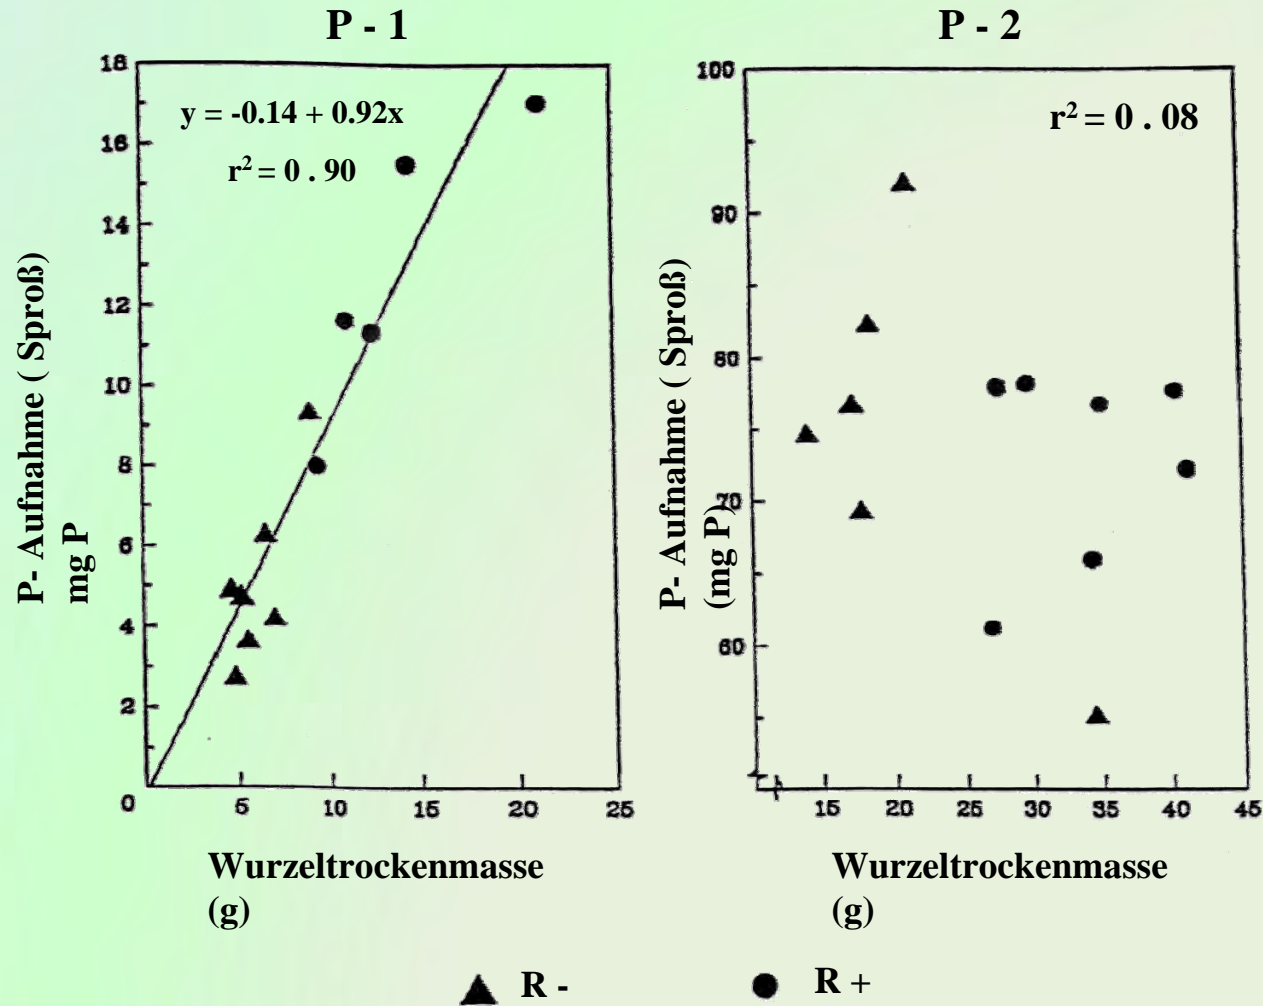 P - 1
P - 2
y = -0.14 + 0.92x
r² = 0 . 90
r² = 0 . 08
P- Aufnahme ( Sproß)
mg P
18
16
14
12
10
8
6
4
2
0
5
10
15
20
25
Wurzeltrockenmasse
(g)
P- Aufnahme ( Sproß)
(mg P)
100
90
80
70
60
15
20
25
30
35
40
45
Wurzeltrockenmasse
(g)
R -
R +